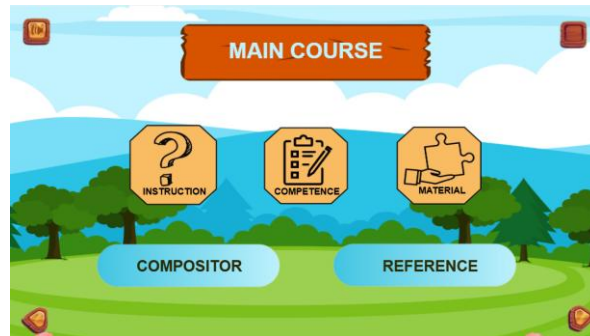 MAIN COURSE
INSTRUCTION
COMPETENCE
MATERIAL
COMPOSITOR
REFERENCE